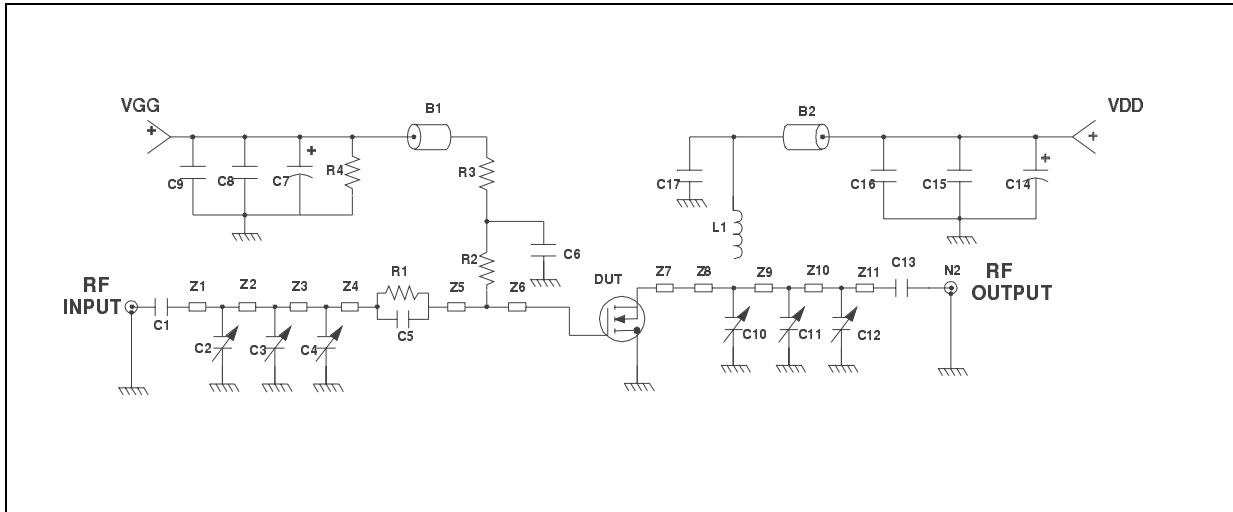 VGG
B1
B2
VDD
+
+
+
+
C9
C8
C7
R4
R3
C17
C16
C15
C14
L1
R2
C6
RF
INPUT
C1
Z1
Z2
Z3
Z4
R1
C5
Z5
Z6
DUT
Z7
Z8
Z9
Z10
Z11
C13
N2
RF
OUTPUT
C2
C3
C4
C10
C11
C12